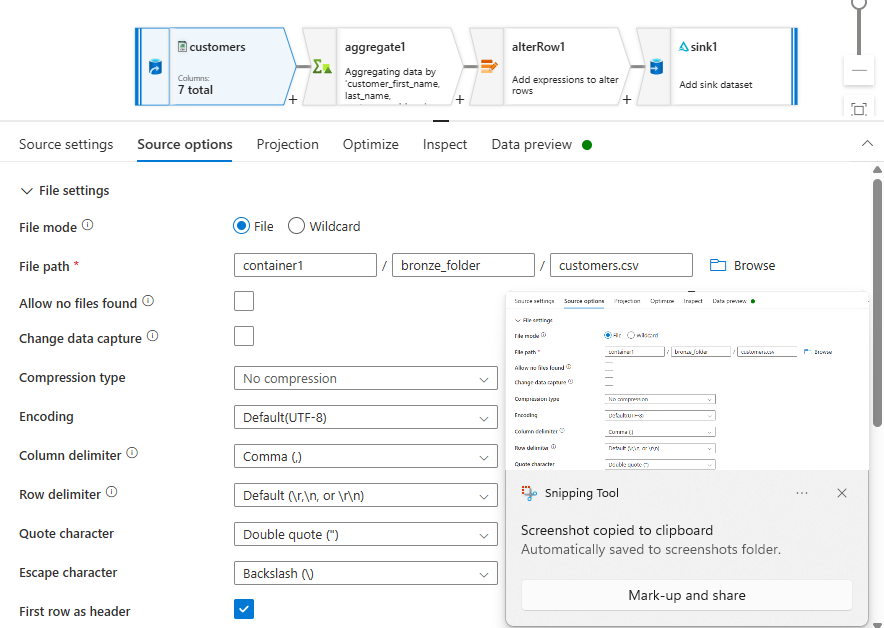 customers
Columns:
7 total
+
aggregate1
Aggregating data by
'customer_first_name,
last_name,
+
alterRow1
Add expressions to alter
rows
+
sink1
Add sink dataset
Source settings
Source options
Projection
Optimize
Inspect
Data preview
File settings
File mode
File
Wildcard
File path *
container1
/
bronze_folder
/
customers.csv
Browse
Allow no files found
Change data capture
Compression type
No compression
Encoding
Default(UTF-8)
Column delimiter
Comma (,)
Row delimiter
Default (\r,\n, or \r\n)
Quote character
Double quote (")
Escape character
Backslash (\)
First row as header
Source settings
Source options
Projection
Optimize
Inspect
Data preview
File settings
File mode
File
Wildcard
File path *
container1
/
bronze_folder
/
customers.csv
Browse
Allow no files found
Change data capture
Compression type
No compression
Encoding
Default(UTF-8)
Column delimiter
Comma (,)
Row delimiter
Default (\r,\n, or \r\n)
Quote character
Double quote (")
Snipping Tool
Screenshot copied to clipboard
Automatically saved to screenshots folder.
Mark-up and share